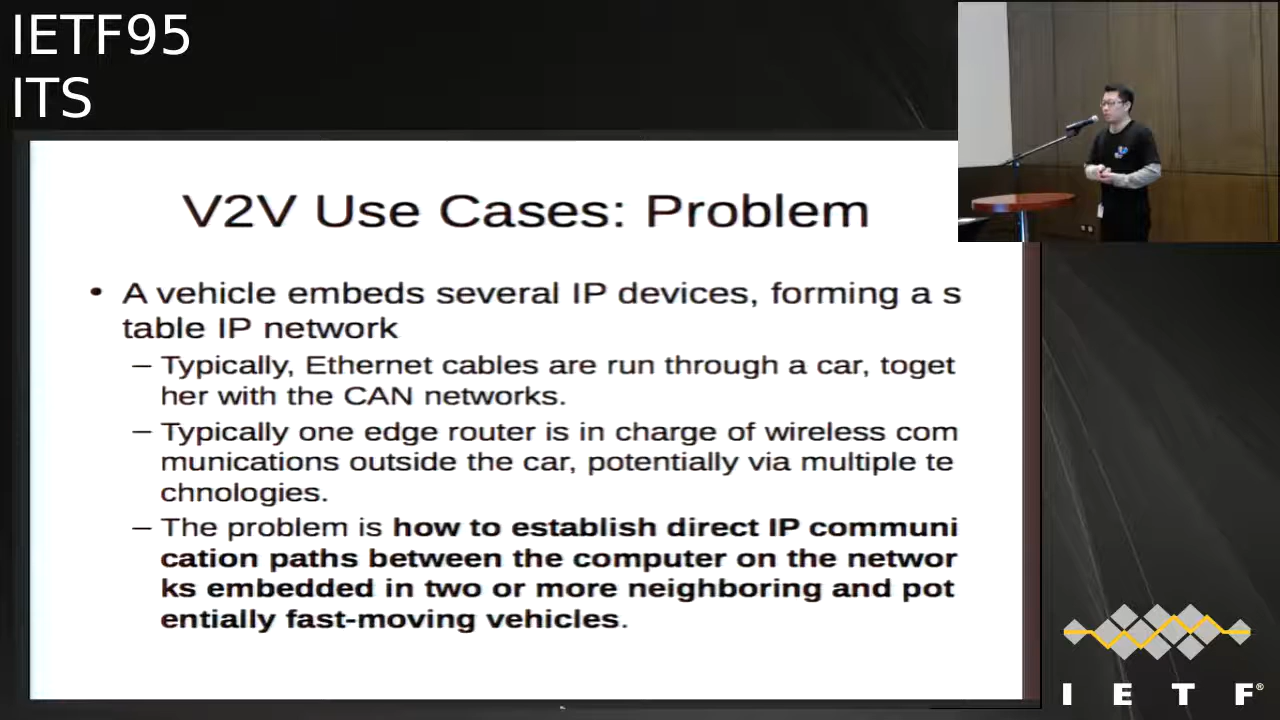 IETF95
ITS
V2V Use Cases: Problem
• A vehicle embeds several IP devices, forming a s
table IP network
– Typically, Ethernet cables are run through a car, toget
her with the CAN networks.
– Typically one edge router is in charge of wireless com
munications outside the car, potentially via multiple te
chnologies.
– The problem is how to establish direct IP communi
cation paths between the computer on the networ
ks embedded in two or more neighboring and pot
entially fast-moving vehicles.
I E T F®